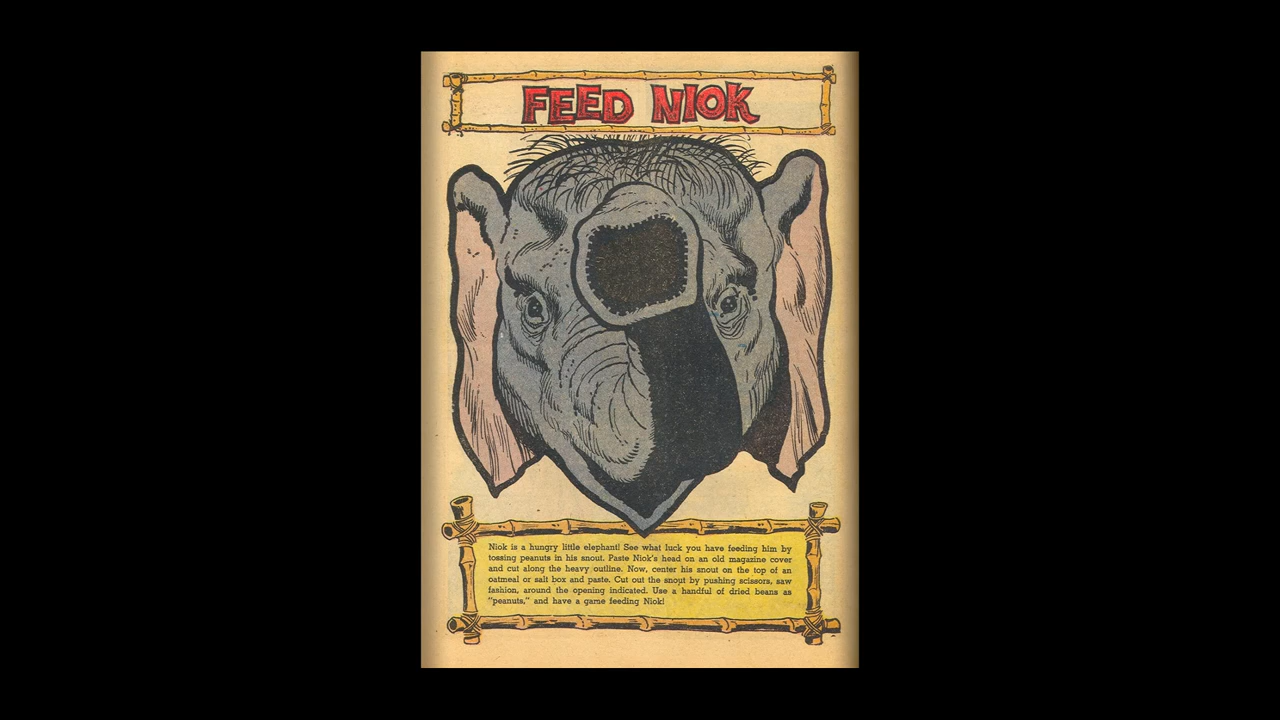 FEED NIOK
Niok is a hungry little elephant! See what luck you have feeding him by
tossing peanuts in his snout. Paste Niok's head on an old magazine cover
and cut along the heavy outline. Now, center his snout on the top of an
oatmeal or salt box and paste. Cut out the snout by pushing scissors, saw
fashion, around the opening indicated. Use a handful of dried beans as
"peanuts," and have a game feeding Niok!